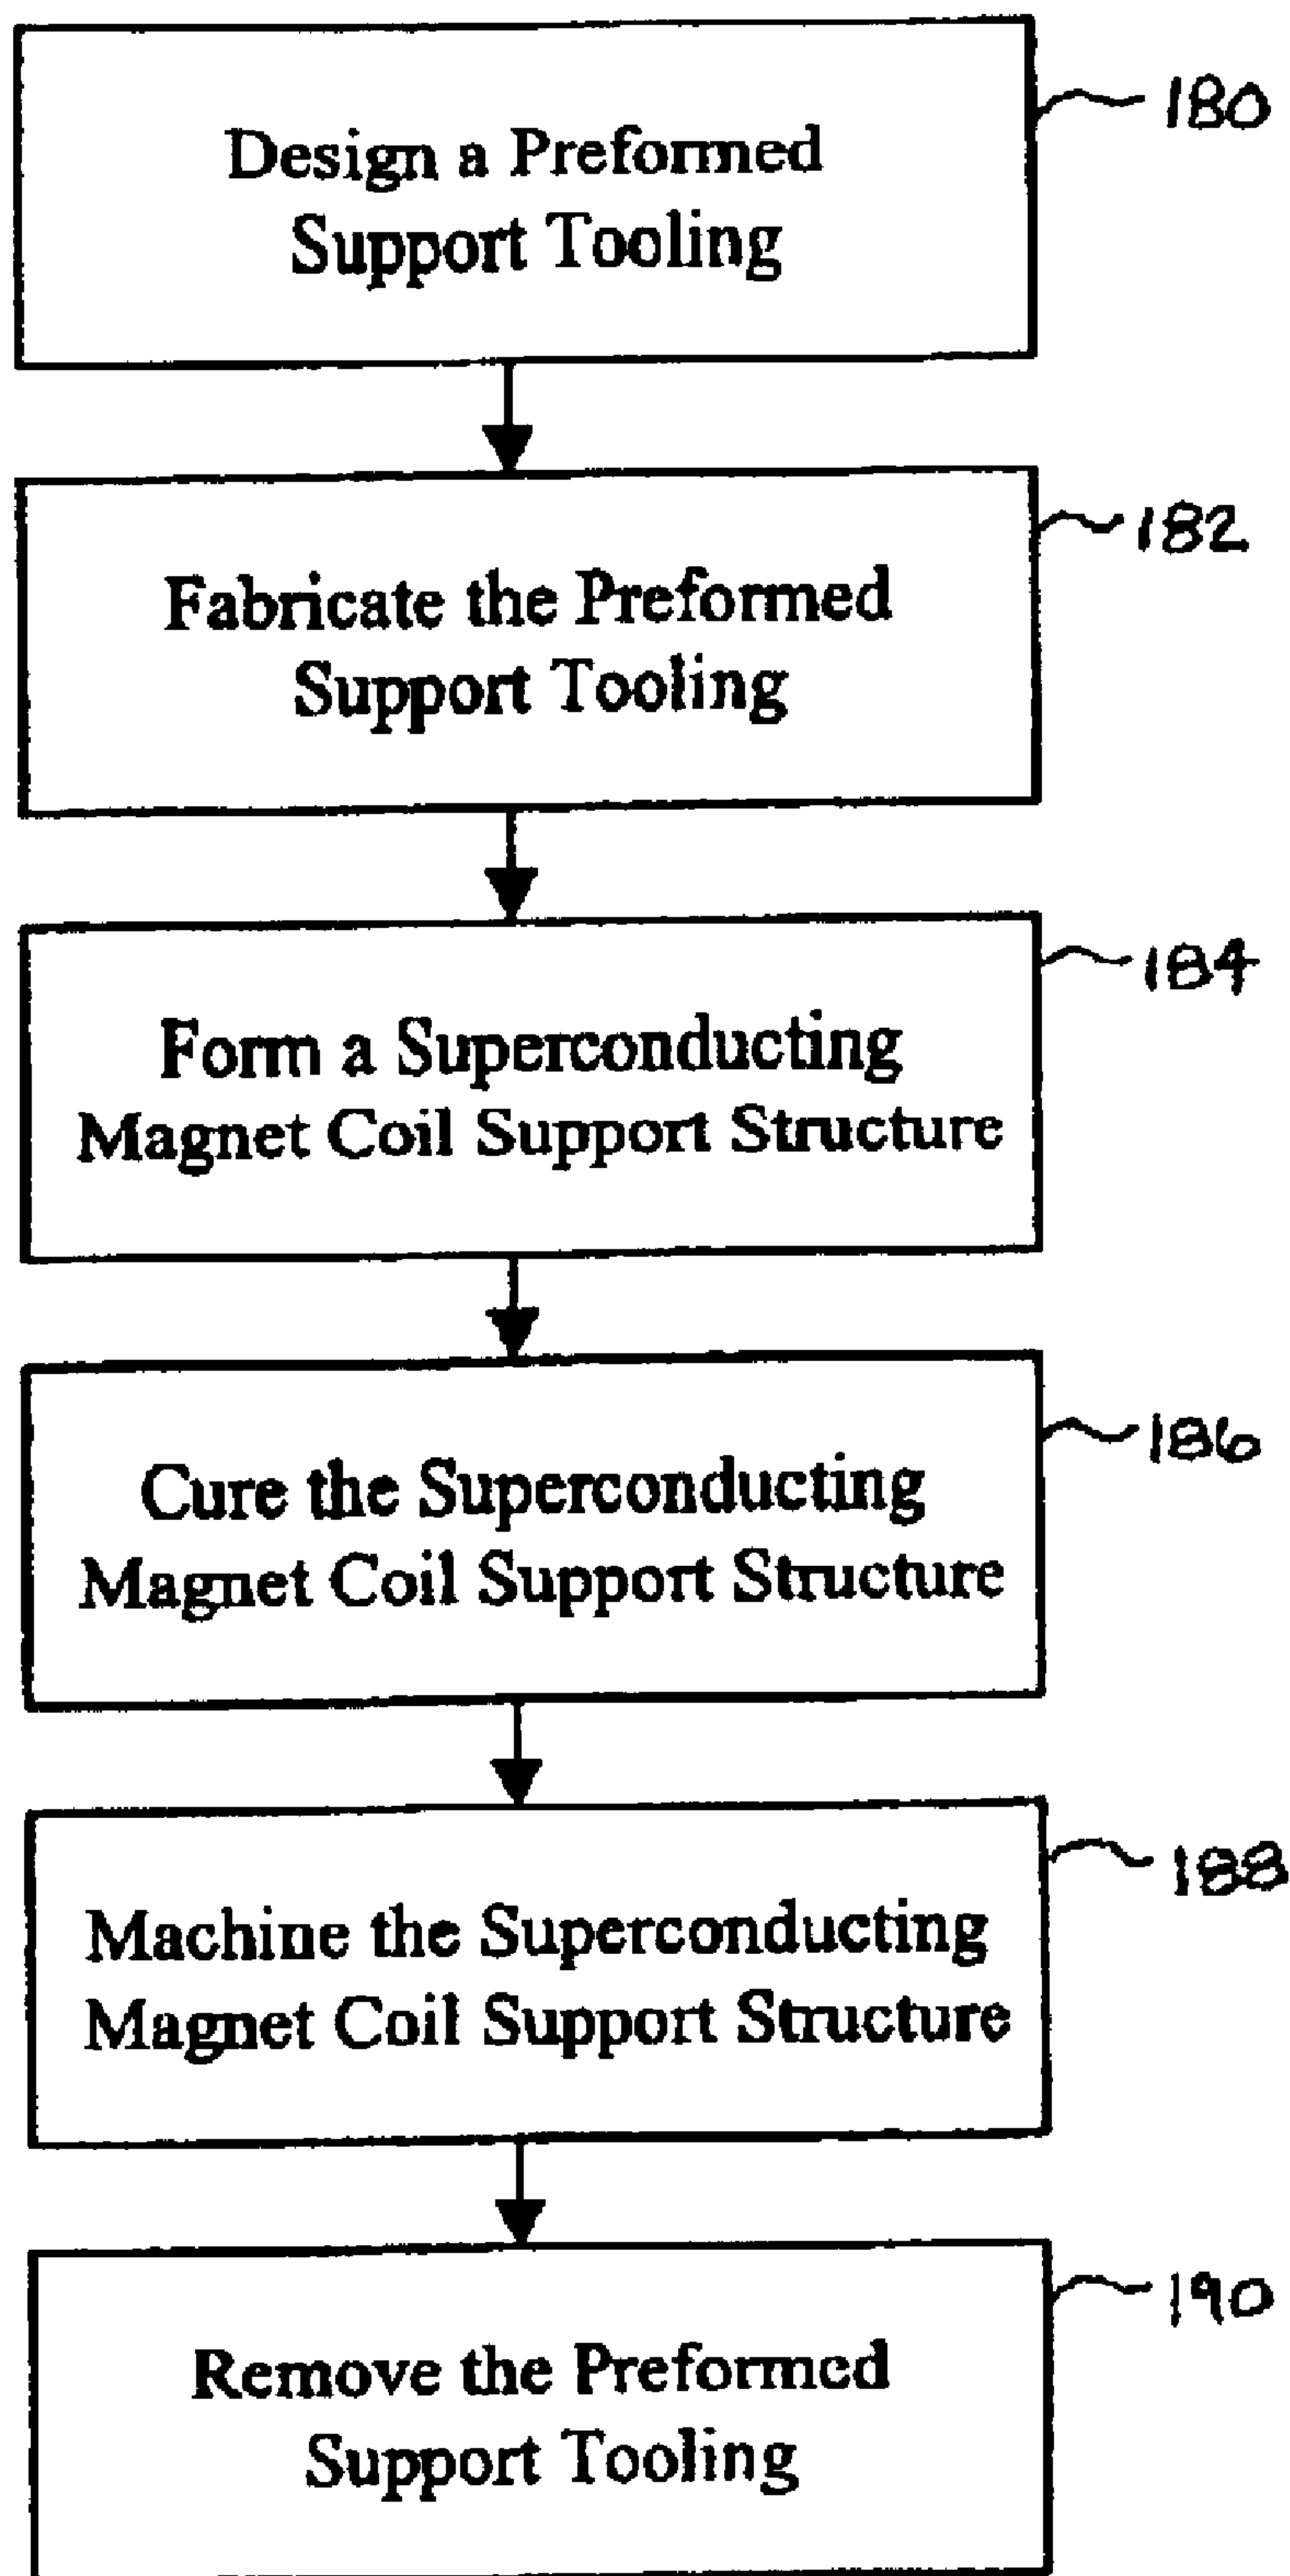 Design a Preformed
Support Tooling
180
Fabricate the Preformed
Support Tooling
182
Form a Superconducting
Magnet Coil Support Structure
184
Cure the Superconducting
Magnet Coil Support Structure
186
Machine the Superconducting
Magnet Coil Support Structure
188
Remove the Preformed
Support Tooling
190